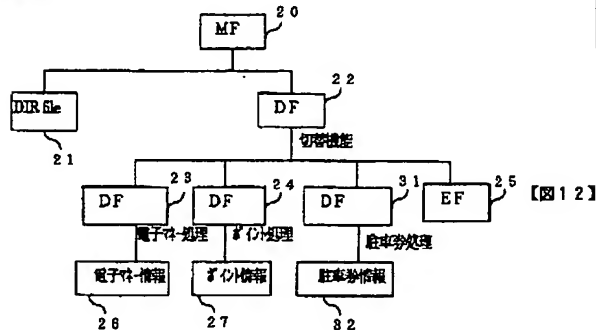 20
MF
22
DIR file
DF
21
切替機能
23
24
31
25
DF
DF
DF
EF
【図12】
電子マネー処理
ポイント処理
駐車券処理
電子マネー情報
ポイント情報
駐車券情報
26
27
32